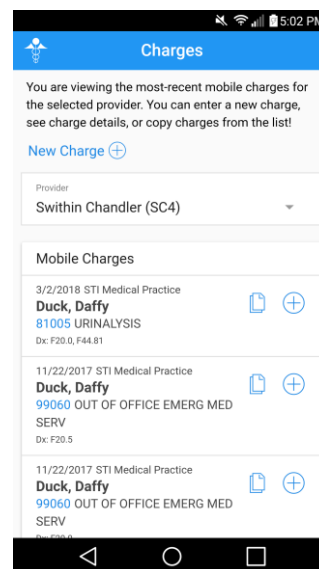 5:02 PM
Charges
You are viewing the most-recent mobile charges for
the selected provider. You can enter a new charge,
see charge details, or copy charges from the list!
New Charge
Provider
Swithin Chandler (SC4)
Mobile Charges
3/2/2018 STI Medical Practice
Duck, Daffy
81005 URINALYSIS
Dx: F20.0, F44.81
11/22/2017 STI Medical Practice
Duck, Daffy
99060 OUT OF OFFICE EMERG MED
SERV
Dx: F20.5
11/22/2017 STI Medical Practice
Duck, Daffy
99060 OUT OF OFFICE EMERG MED
SERV